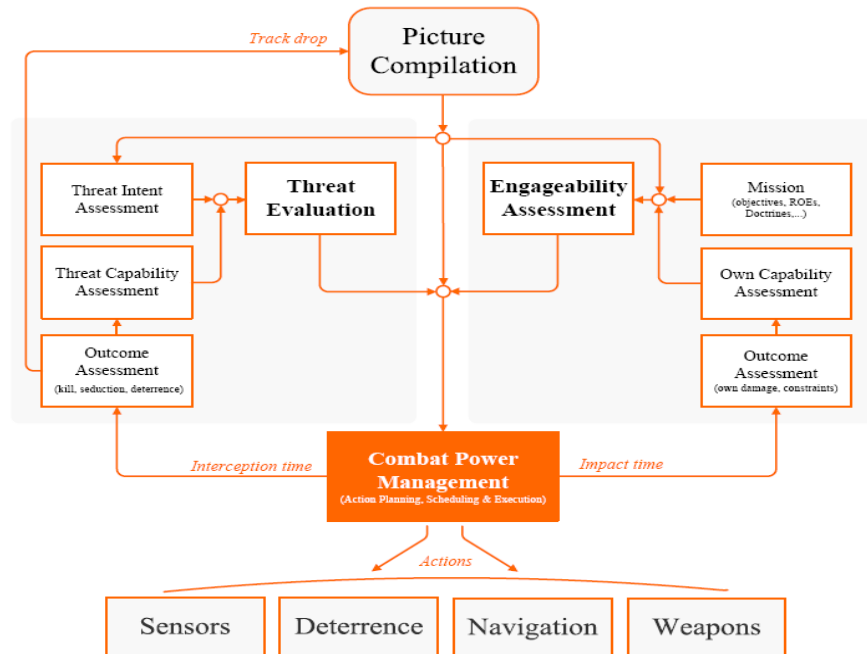 Track drop
Picture
Compilation
Threat Intent
Assessment
Threat
Evaluation
Engageability
Assessment
Mission
(objectives, ROEs,
Doctrines,...)
Threat Capability
Assessment
Own Capability
Assessment
Outcome
Assessment
(kill, seduction, deterrence)
Outcome
Assessment
(own damage, constraints)
Interception time
Combat Power
Management
(Action Planning, Scheduling & Execution)
Impact time
Actions
Sensors
Deterrence
Navigation
Weapons